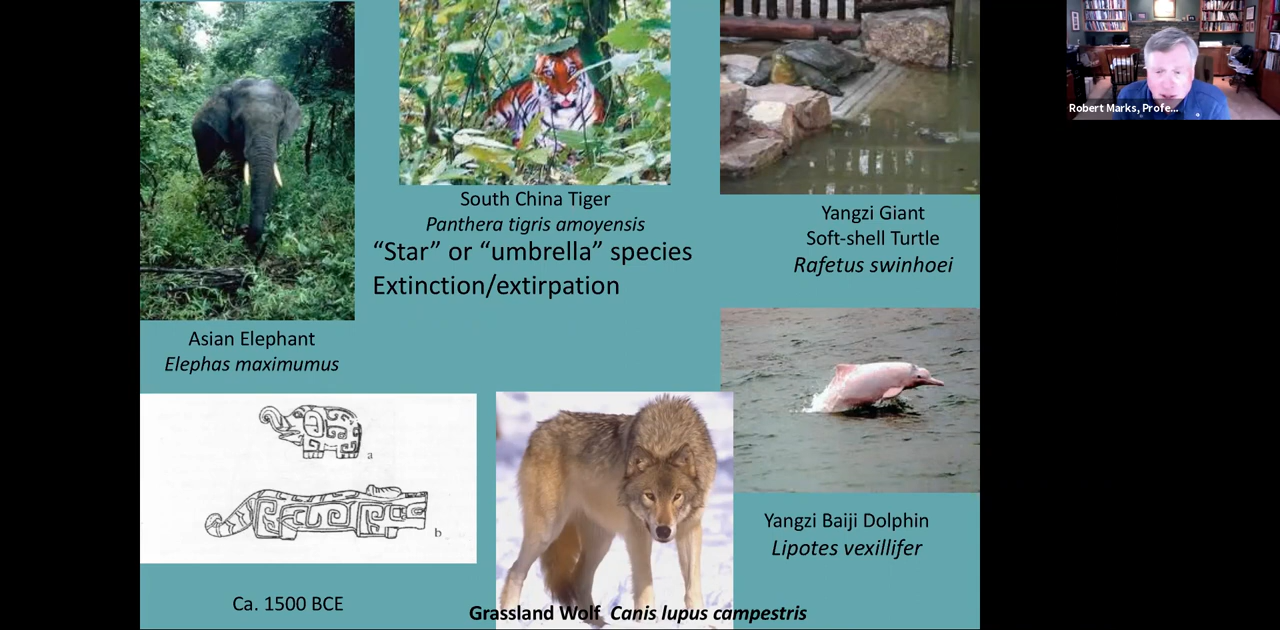 Robert Marks, Profe...
South China Tiger
Panthera tigris amoyensis
“Star” or “umbrella” species
Extinction/extirpation
Yangzi Giant
Soft-shell Turtle
Rafetus swinhoei
Asian Elephant
Elephas maximumus
a
b
Ca. 1500 BCE
Yangzi Baiji Dolphin
Lipotes vexillifer
Grassland Wolf Canis lupus campestris